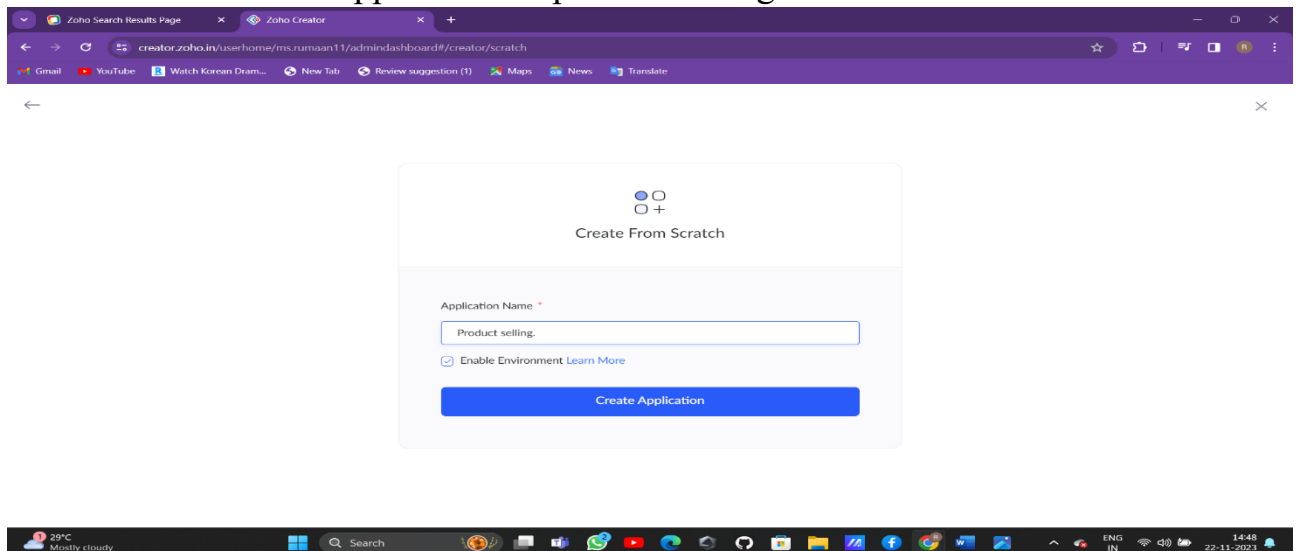 Zoho Search Results Page
Zoho Creator
creator.zoho.in/userhome/ms.rumaan11/admindashboard#/creator/scratch
Gmail YouTube Watch Korean Dram... New Tab Review suggestion (1) Maps News Translate
Create From Scratch
Application Name *
Product selling.
Enable Environment Learn More
Create Application
29°C
Mostly cloudy
Search
ENG
IN
14:48
22-11-2023